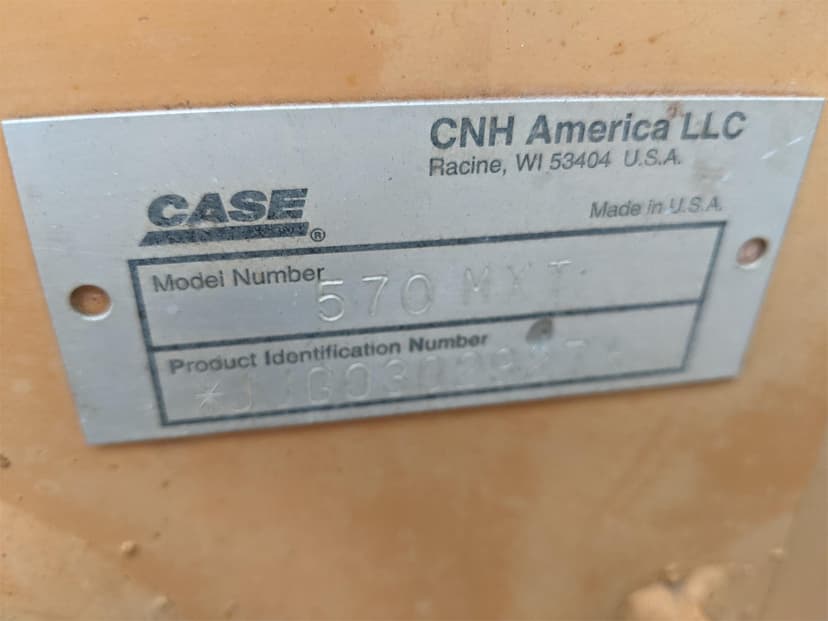 CNH America LLC
Racine, WI 53404 U.S.A.
CASE®
Made in U.S.A.
Model Number 570 MXT
Product Identification Number